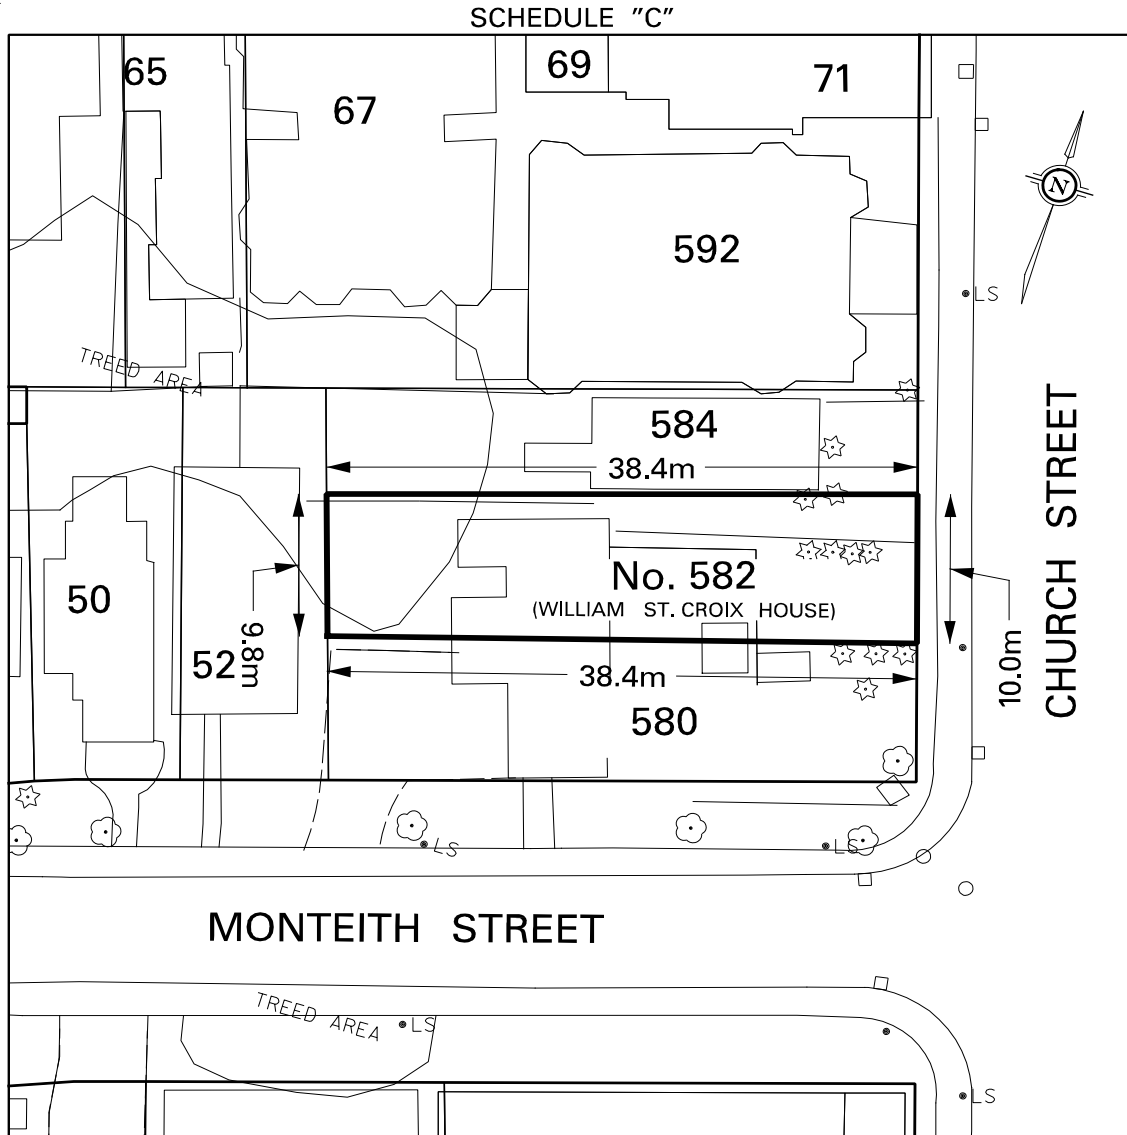 SCHEDULE "C"
65
67
69
71
592
N
LS
TREED AREA
584
38.4m
CHURCH STREET
50
52
9.8m
No. 582
(WILLIAM ST. CROIX HOUSE)
10.0m
38.4m
580
LS
LS
MONTEITH STREET
TREED AREA
LS
LS